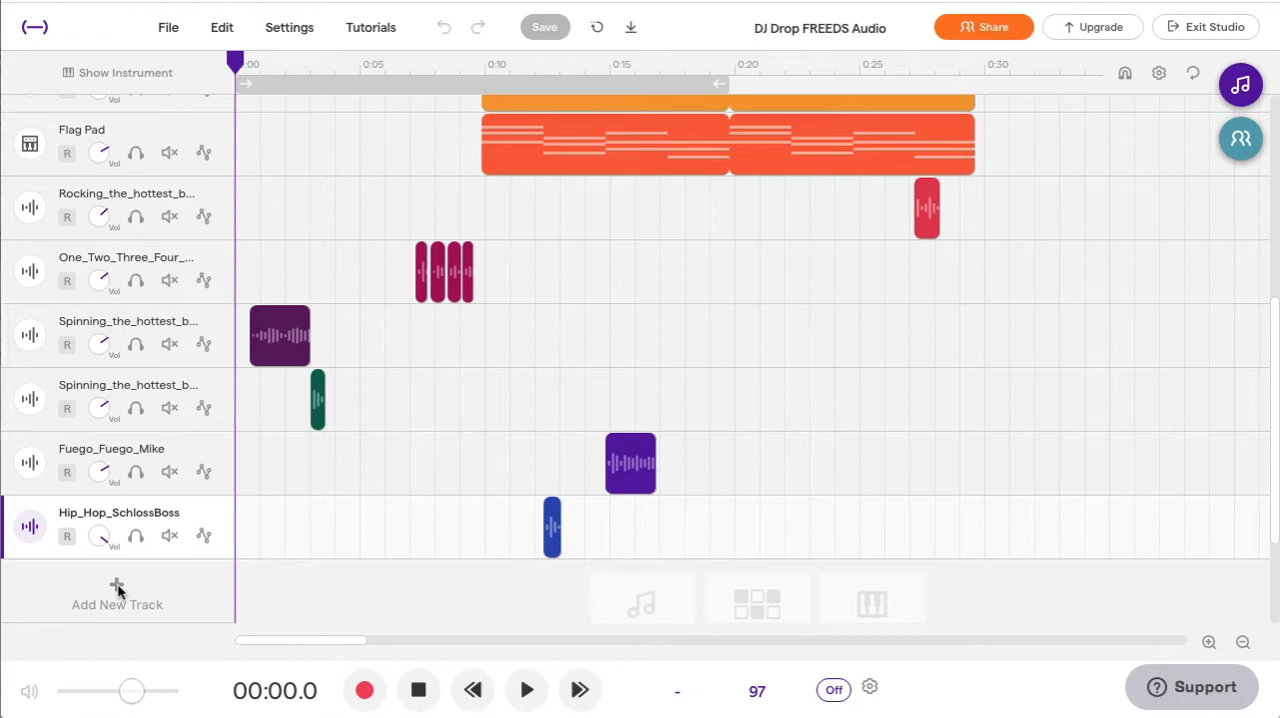 File Edit Settings Tutorials Save DJ Drop FREEDS Audio Share Upgrade Exit Studio
Show Instrument :00 0:05 0:10 0:15 0:20 0:25 0:30
Vol
Flag Pad
R Vol
Rocking_the_hottest_b...
R Vol
One_Two_Three_Four_...
R Vol
Spinning_the_hottest_b...
R Vol
Spinning_the_hottest_b...
R Vol
Fuego_Fuego_Mike
R Vol
Hip_Hop_SchlossBoss
R Vol
Add New Track
00:00.0 - 97 Off Support